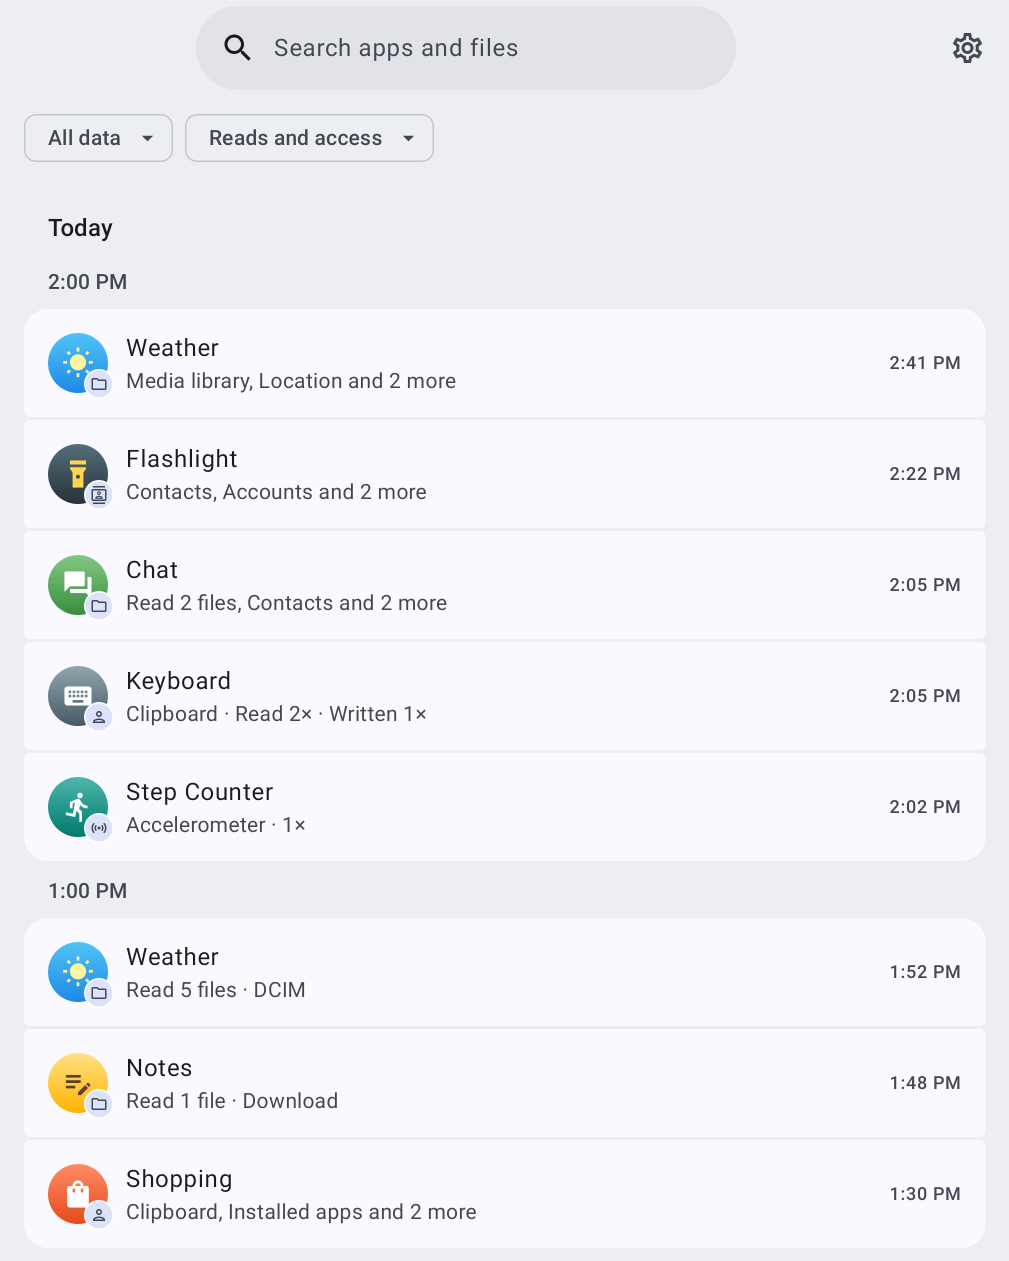 Search apps and files
All data
Reads and access
Today
2:00 PM
Weather
Media library, Location and 2 more
2:41 PM
Flashlight
Contacts, Accounts and 2 more
2:22 PM
Chat
Read 2 files, Contacts and 2 more
2:05 PM
Keyboard
Clipboard · Read 2× · Written 1×
2:05 PM
Step Counter
Accelerometer · 1×
2:02 PM
1:00 PM
Weather
Read 5 files · DCIM
1:52 PM
Notes
Read 1 file · Download
1:48 PM
Shopping
Clipboard, Installed apps and 2 more
1:30 PM